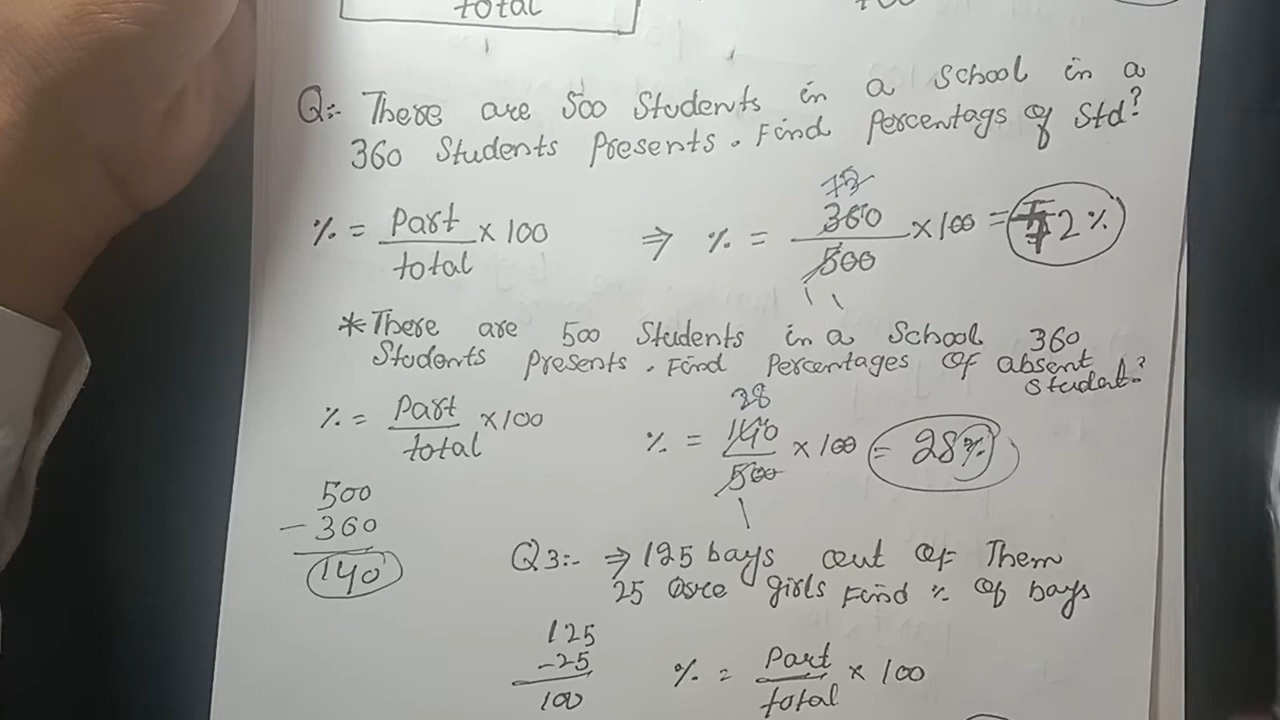 total
Q:- There are 500 Students in a School in a
360 Students Presents. Find Percentags of Std?
% = Part/total × 100 ⇒ % = 360/500 × 100 = 72%
72
* There are 500 Students in a School 360
Students Presents. Find Percentages of absent
Student?
% = Part/total × 100
28
% = 140/500 × 100 = 28%
500
- 360
140
Q3:- ⇒ 125 bays out of Them
25 are girls Find % of bays
125
-25
100
% = Part/total × 100